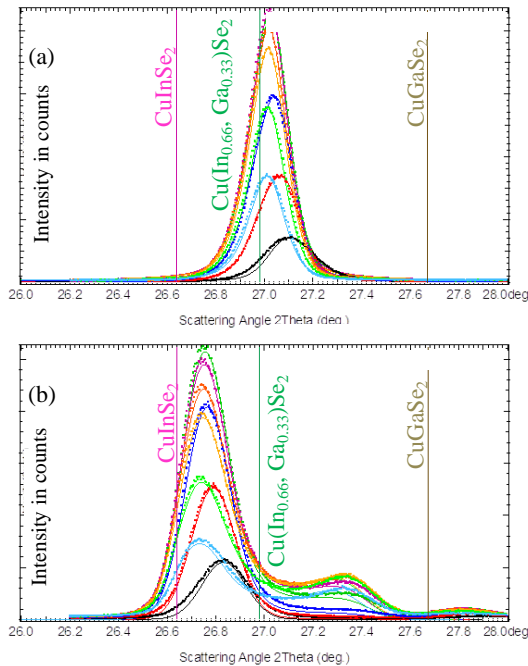 (a)
CuInSe2
Cu(In0.66, Ga0.33)Se2
CuGaSe2
Intensity in counts
26.0 26.2 26.4 26.6 26.8 27.0 27.2 27.4 27.6 27.8 28.0deg
Scattering Angle 2Theta (deg.)
(b)
CuInSe2
Cu(In0.66, Ga0.33)Se2
CuGaSe2
Intensity in counts
26.0 26.2 26.4 26.6 26.8 27.0 27.2 27.4 27.6 27.8 28.0deg
Scattering Angle 2Theta (deg.)